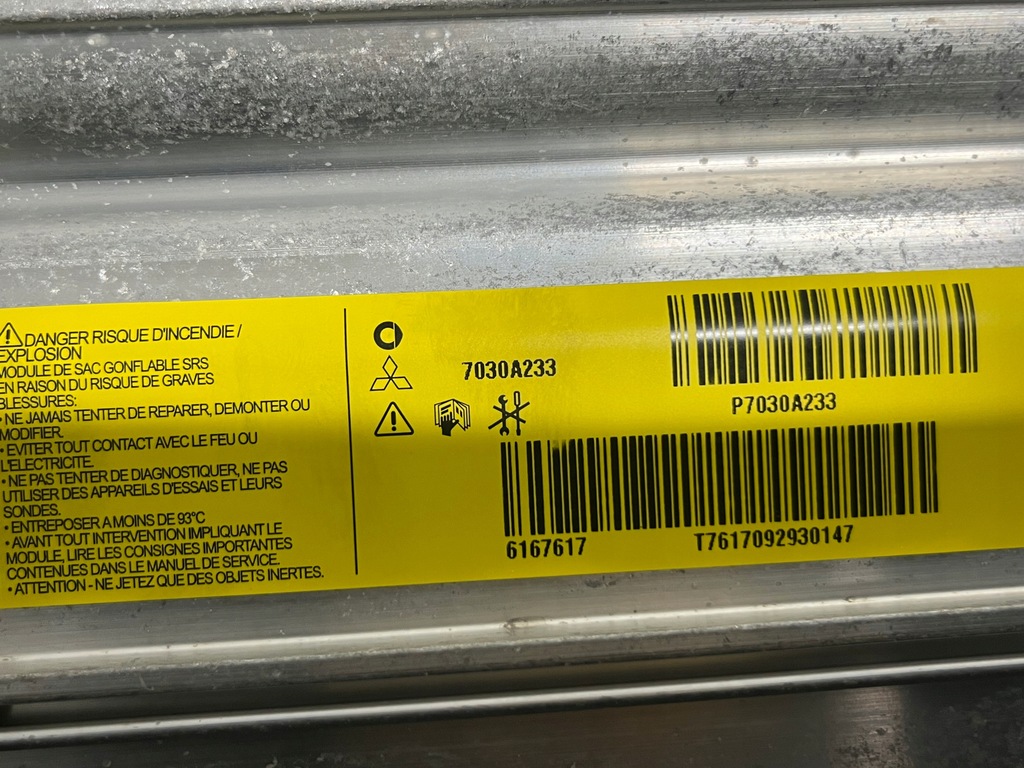 DANGER RISQUE D'INCENDIE /
EXPLOSION
MODULE DE SAC GONFLABLE SRS
EN RAISON DU RISQUE DE GRAVES
BLESSURES:
• NE JAMAIS TENTER DE REPARER, DEMONTER OU
MODIFIER.
• EVITER TOUT CONTACT AVEC LE FEU OU
L'ELECTRICITE.
• NE PAS TENTER DE DIAGNOSTIQUER, NE PAS
UTILISER DES APPAREILS D'ESSAIS ET LEURS
SONDES.
• ENTREPOSER A MOINS DE 93°C
• AVANT TOUT INTERVENTION IMPLIQUANT LE
MODULE, LIRE LES CONSIGNES IMPORTANTES
CONTENUES DANS LE MANUEL DE SERVICE.
• ATTENTION - NE JETEZ QUE DES OBJETS INERTES.
7030A233
P7030A233
6167617 T7617092930147